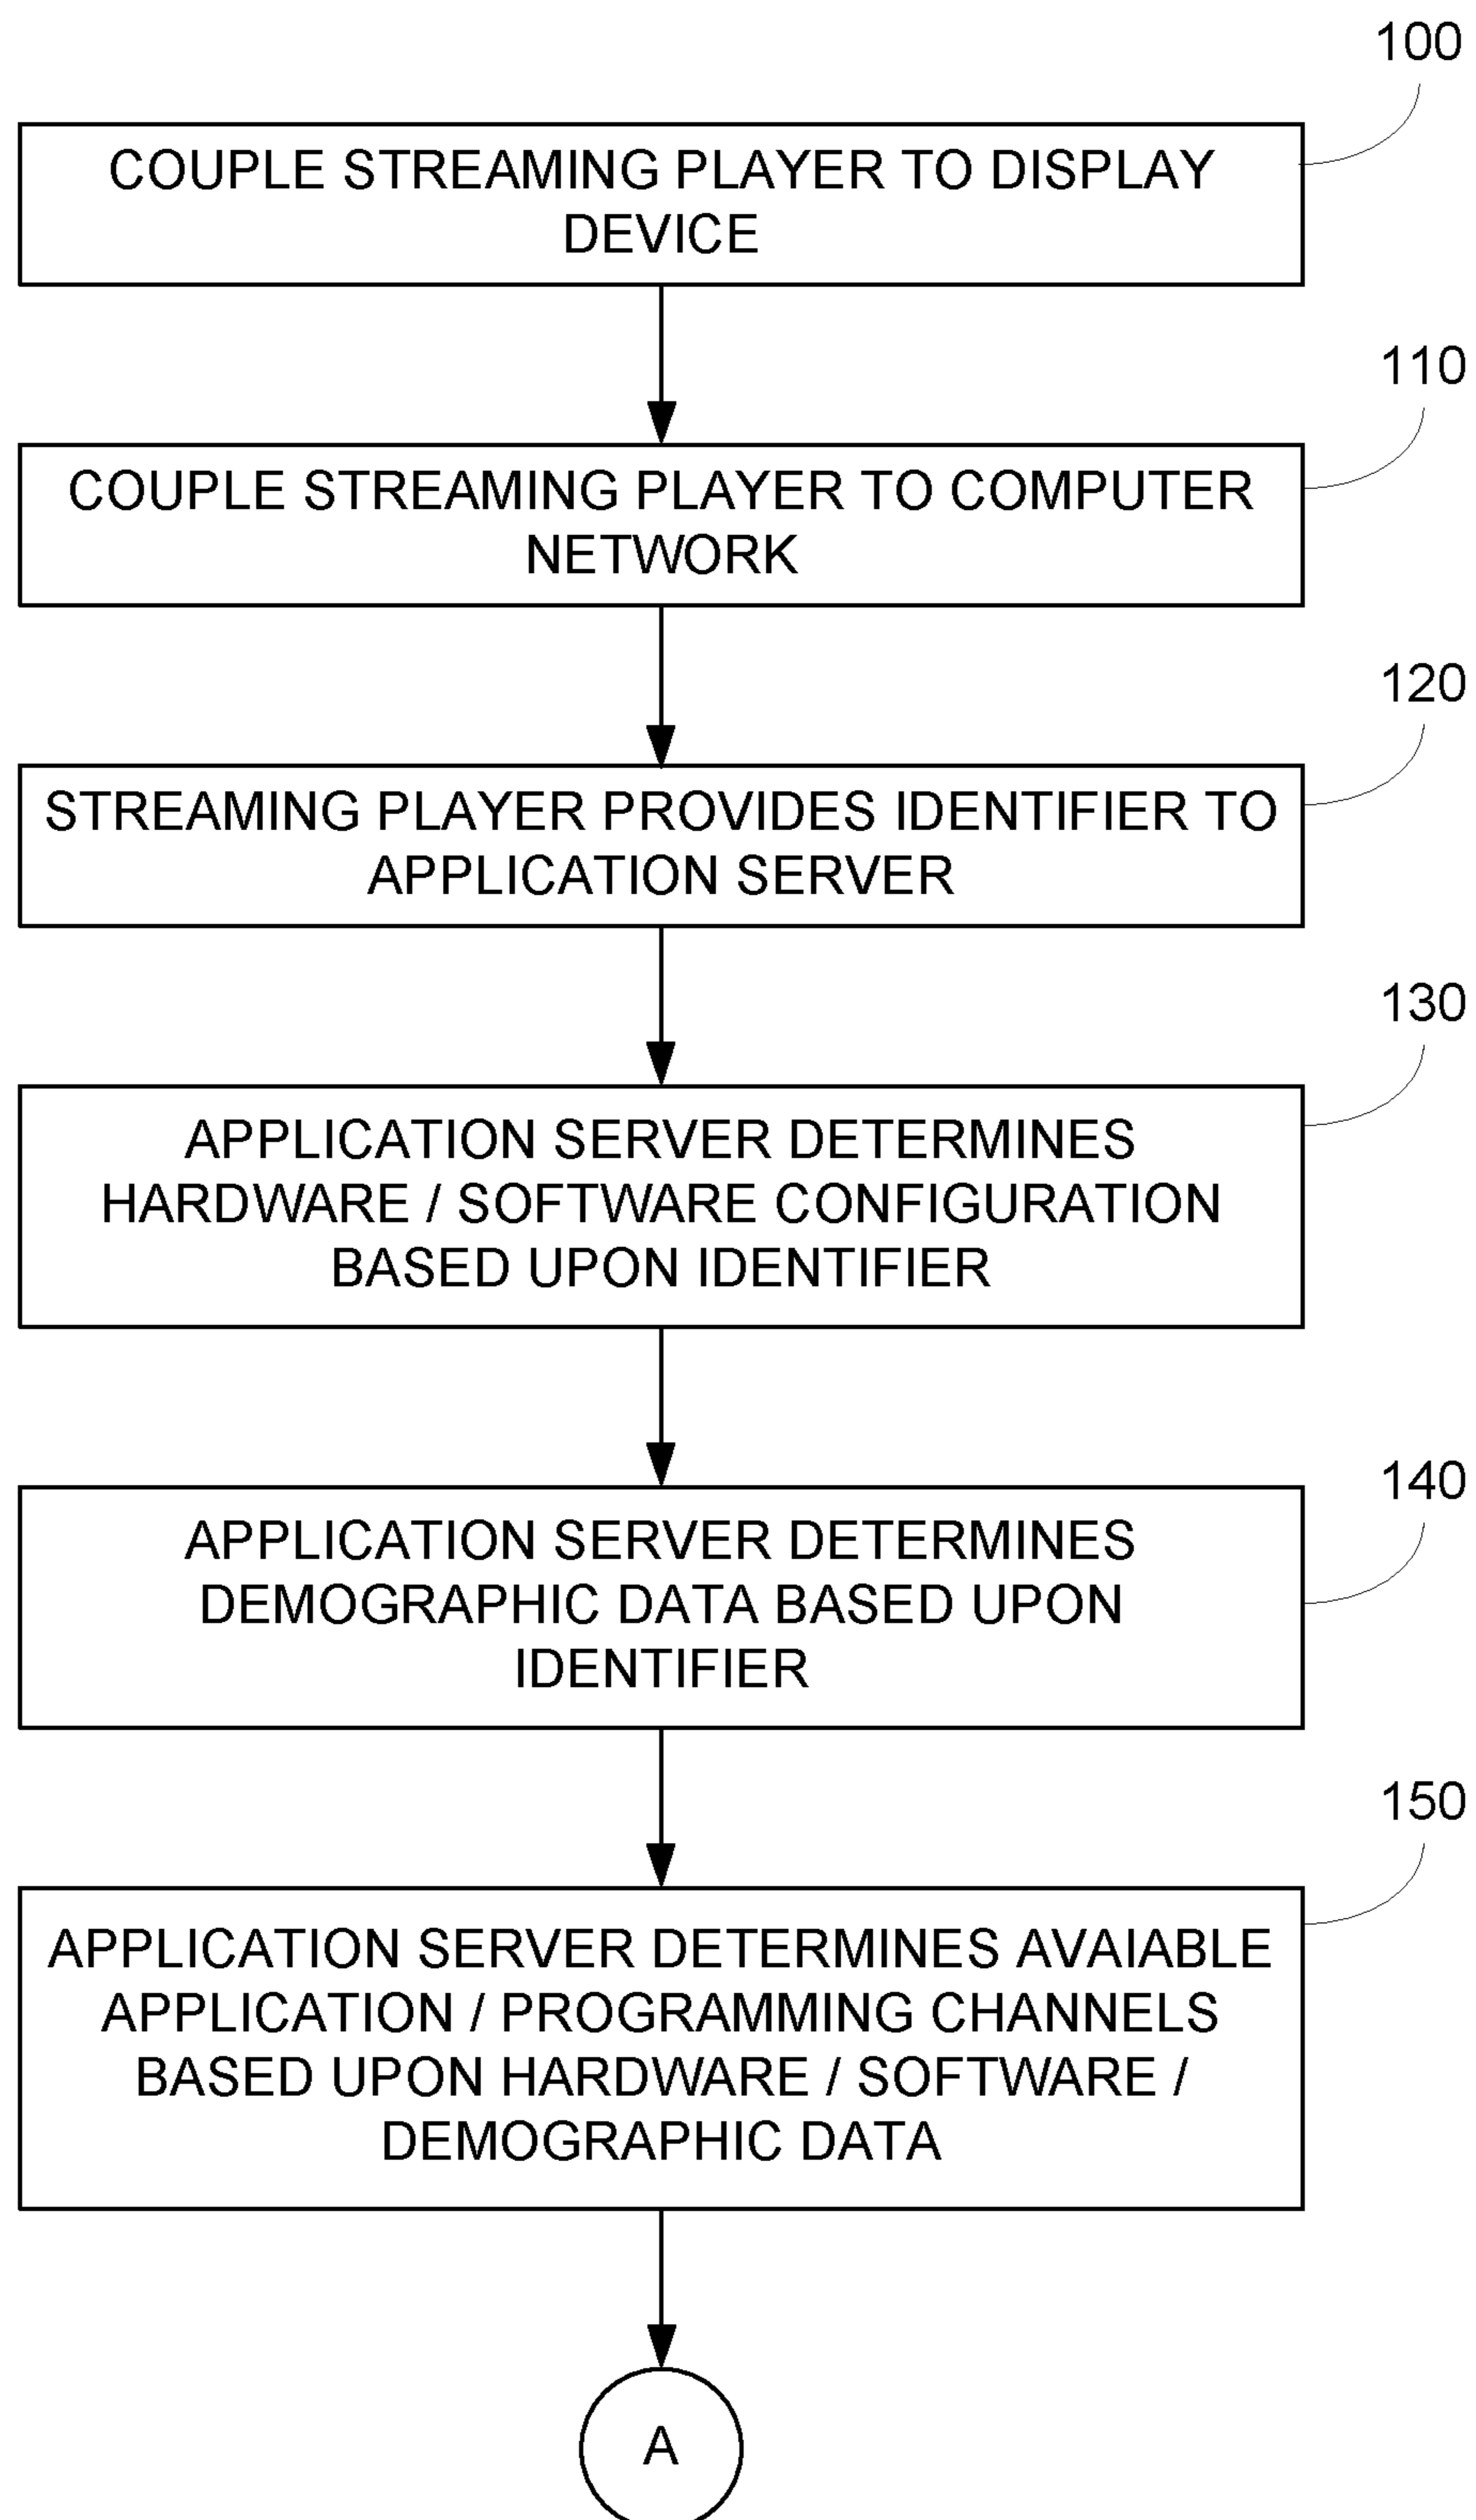 100
COUPLE STREAMING PLAYER TO DISPLAY
DEVICE
110
COUPLE STREAMING PLAYER TO COMPUTER
NETWORK
120
STREAMING PLAYER PROVIDES IDENTIFIER TO
APPLICATION SERVER
130
APPLICATION SERVER DETERMINES
HARDWARE / SOFTWARE CONFIGURATION
BASED UPON IDENTIFIER
140
APPLICATION SERVER DETERMINES
DEMOGRAPHIC DATA BASED UPON
IDENTIFIER
150
APPLICATION SERVER DETERMINES AVAIABLE
APPLICATION / PROGRAMMING CHANNELS
BASED UPON HARDWARE / SOFTWARE /
DEMOGRAPHIC DATA
A